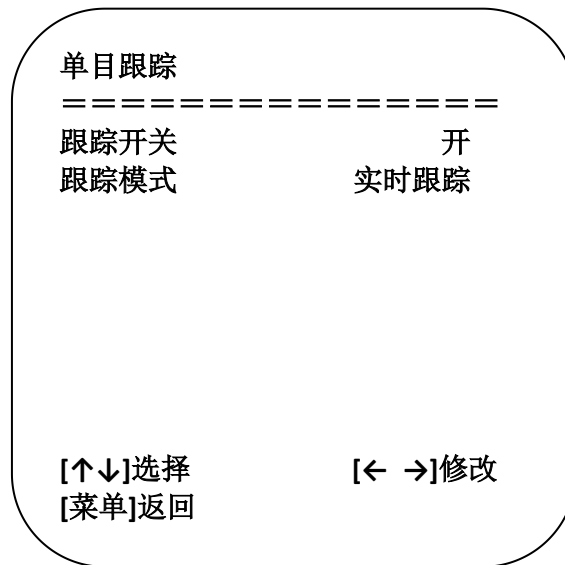 单目跟踪
===============
跟踪开关 开
跟踪模式 实时跟踪
[↑↓]选择 [← →]修改
[菜单]返回